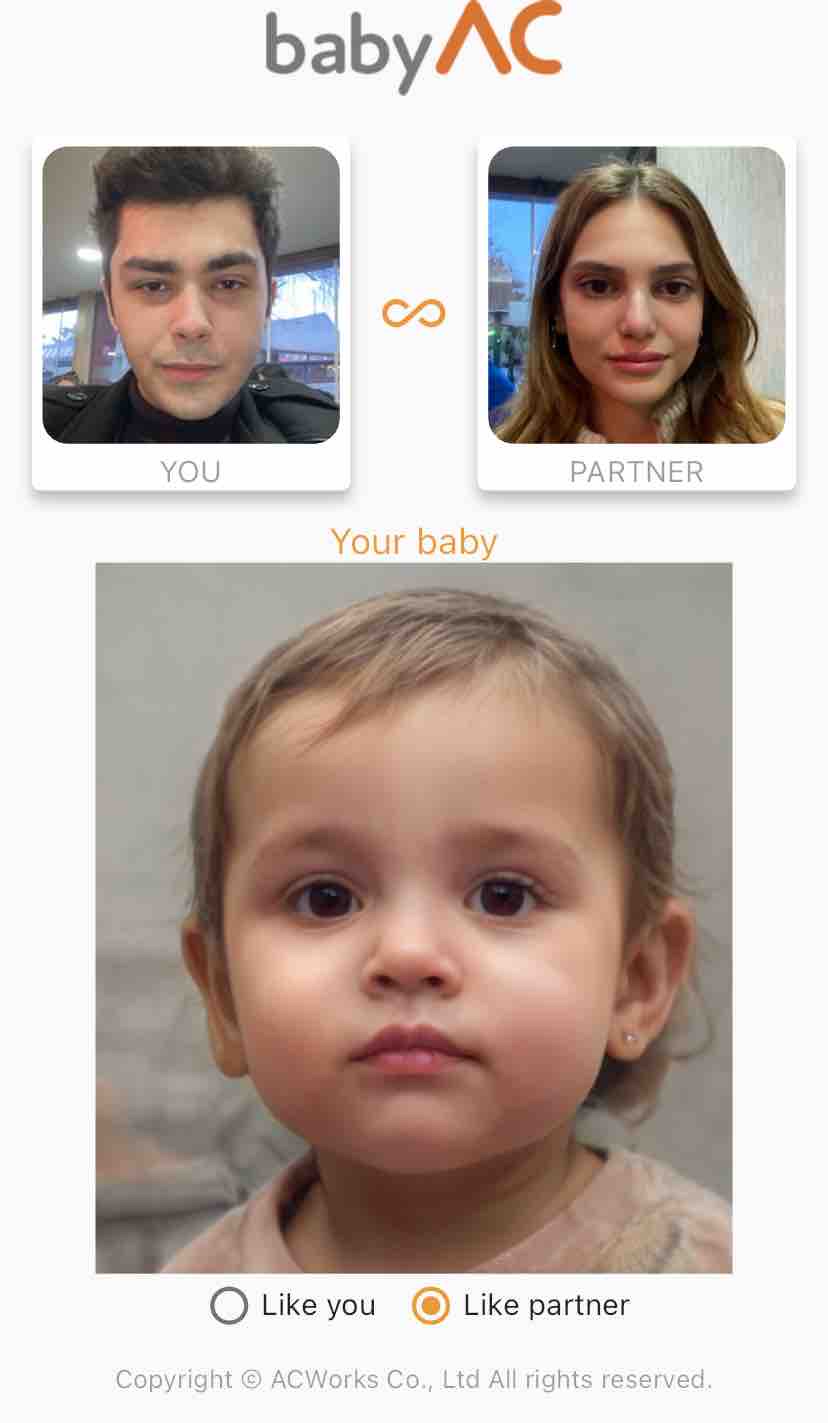 babyAC
YOU
PARTNER
Your baby
Like you
Like partner
Copyright © ACWorks Co., Ltd All rights reserved.